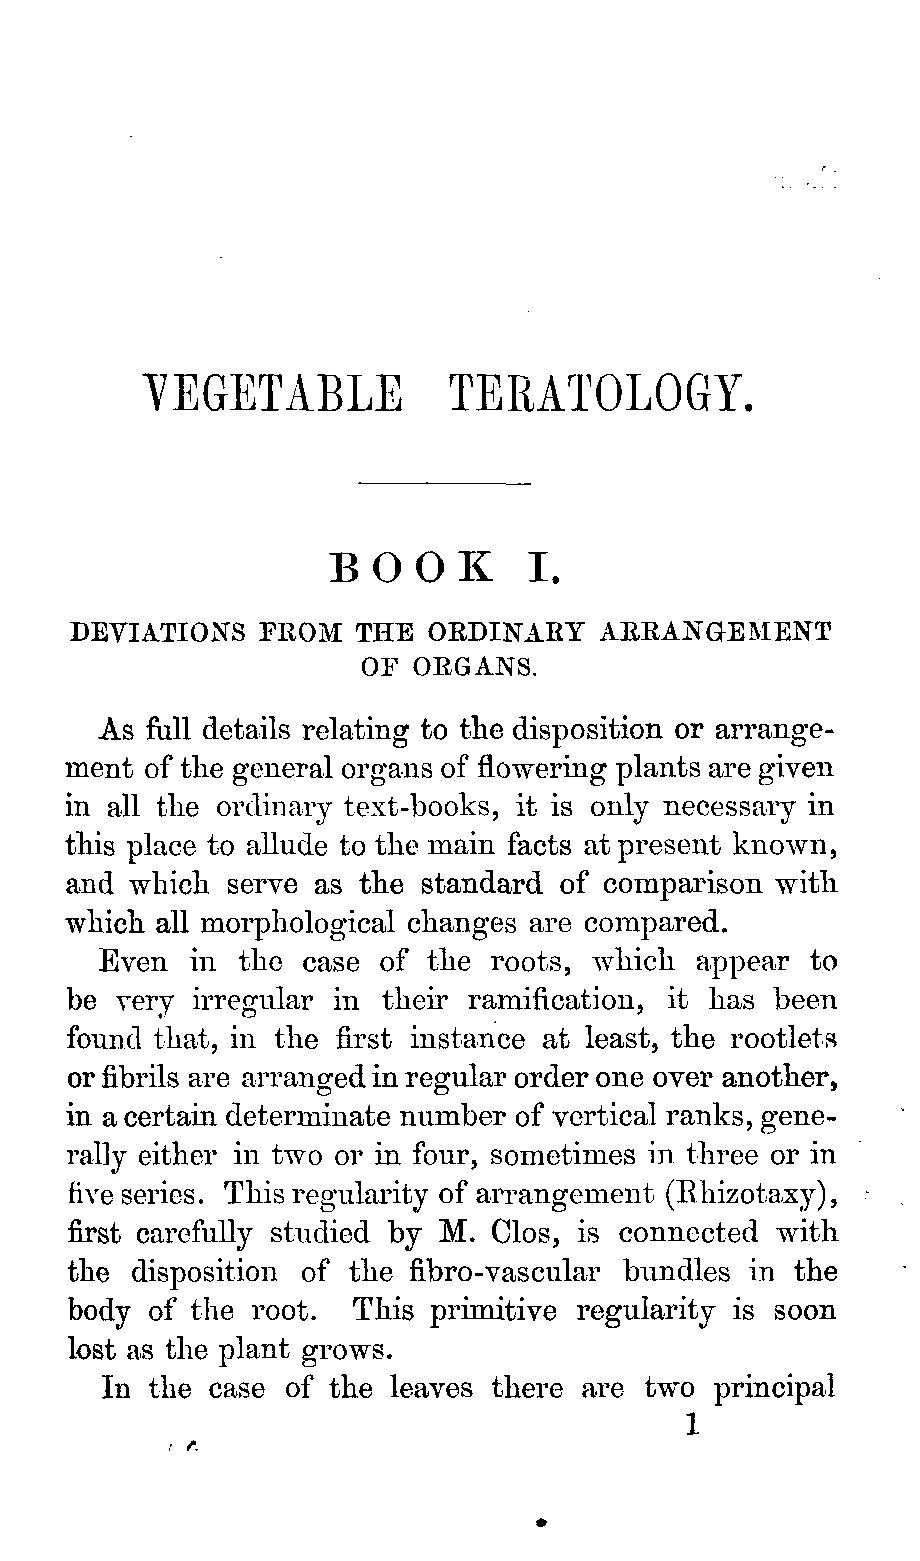 VEGETABLE TERATOLOGY.
BOOK I.
DEVIATIONS FROM THE ORDINARY ARRANGEMENT
OF ORGANS.
As full details relating to the disposition or arrange-
ment of the general organs of flowering plants are given
in all the ordinary text-books, it is only necessary in
this place to allude to the main facts at present known,
and which serve as the standard of comparison with
which all morphological changes are compared.
Even in the case of the roots, which appear to
be very irregular in their ramification, it has been
found that, in the first instance at least, the rootlets
or fibrils are arranged in regular order one over another,
in a certain determinate number of vertical ranks, gene-
rally either in two or in four, sometimes in three or in
five series. This regularity of arrangement (Rhizotaxy),
first carefully studied by M. Clos, is connected with
the disposition of the fibro-vascular bundles in the
body of the root. This primitive regularity is soon
lost as the plant grows.
In the case of the leaves there are two principal
1